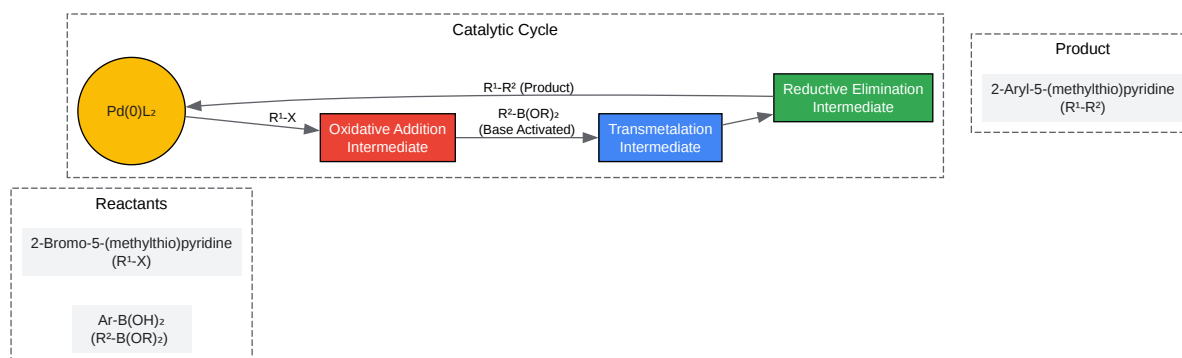 Catalytic Cycle
Pd(0)L₂
R¹-X
Oxidative Addition
Intermediate
R²-B(OR)₂
(Base Activated)
Transmetalation
Intermediate
R¹-R² (Product)
Reductive Elimination
Intermediate
Product
2-Aryl-5-(methylthio)pyridine
(R¹-R²)
Reactants
2-Bromo-5-(methylthio)pyridine
(R¹-X)
Ar-B(OH)₂
(R²-B(OR)₂)